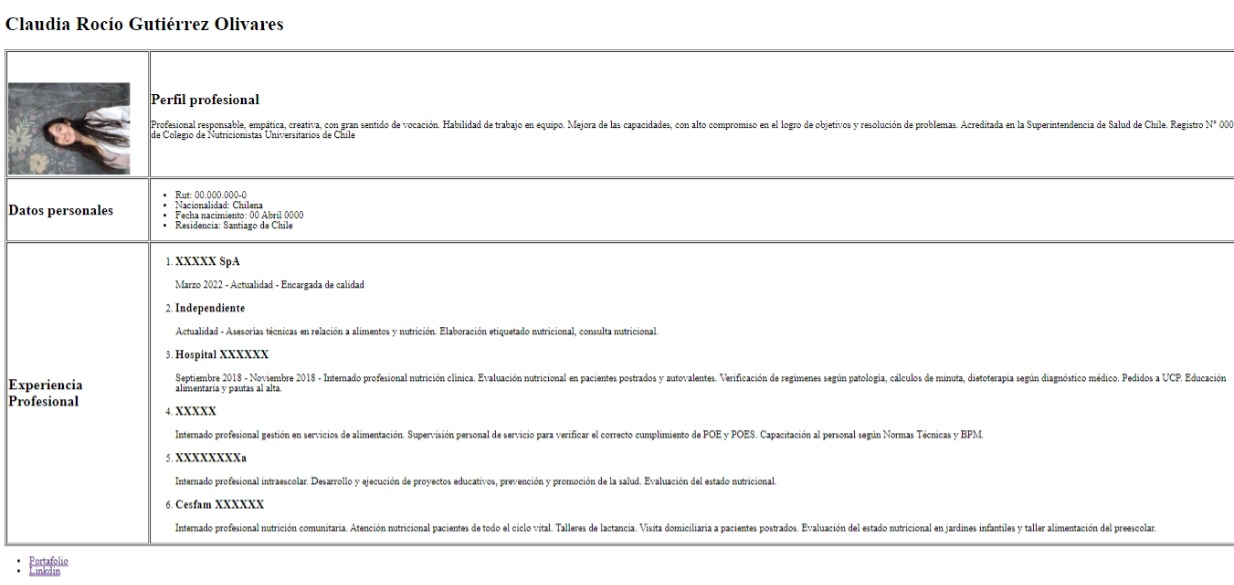 Claudia Rocío Gutiérrez Olivares
Perfil profesional
Profesional responsable, empática, creativa, con gran sentido de vocación. Habilidad de trabajo en equipo. Mejora de las capacidades, con alto compromiso en el logro de objetivos y resolución de problemas. Acreditada en la Superintendencia de Salud de Chile. Registro N° 000
de Colegio de Nutricionistas Universitarios de Chile
Datos personales
• Rut: 00.000.000-0
• Nacionalidad: Chilena
• Fecha nacimiento: 00 Abril 0000
• Residencia: Santiago de Chile
Experiencia
Profesional
1. XXXXX SpA
Marzo 2022 - Actualidad - Encargada de calidad
2. Independiente
Actualidad - Asesorías técnicas en relación a alimentos y nutrición. Elaboración etiquetado nutricional, consulta nutricional.
3. Hospital XXXXXX
Septiembre 2018 - Noviembre 2018 - Internado profesional nutrición clínica. Evaluación nutricional en pacientes postrados y autovalentes. Verificación de regímenes según patología, cálculos de minuta, dietoterapia según diagnóstico médico. Pedidos a UCP. Educación
alimentaria y pautas al alta.
4. XXXXX
Internado profesional gestión en servicios de alimentación. Supervisión personal de servicio para verificar el correcto cumplimiento de POE y POES. Capacitación al personal según Normas Técnicas y BPM.
5. XXXXXXXXa
Internado profesional intraescolar. Desarrollo y ejecución de proyectos educativos, prevención y promoción de la salud. Evaluación del estado nutricional.
6. Cesfam XXXXXX
Internado profesional nutrición comunitaria. Atención nutricional pacientes de todo el ciclo vital. Talleres de lactancia. Visita domiciliaria a pacientes postrados. Evaluación del estado nutricional en jardines infantiles y taller alimentación del preescolar.
• Portafolio
• Linkdin